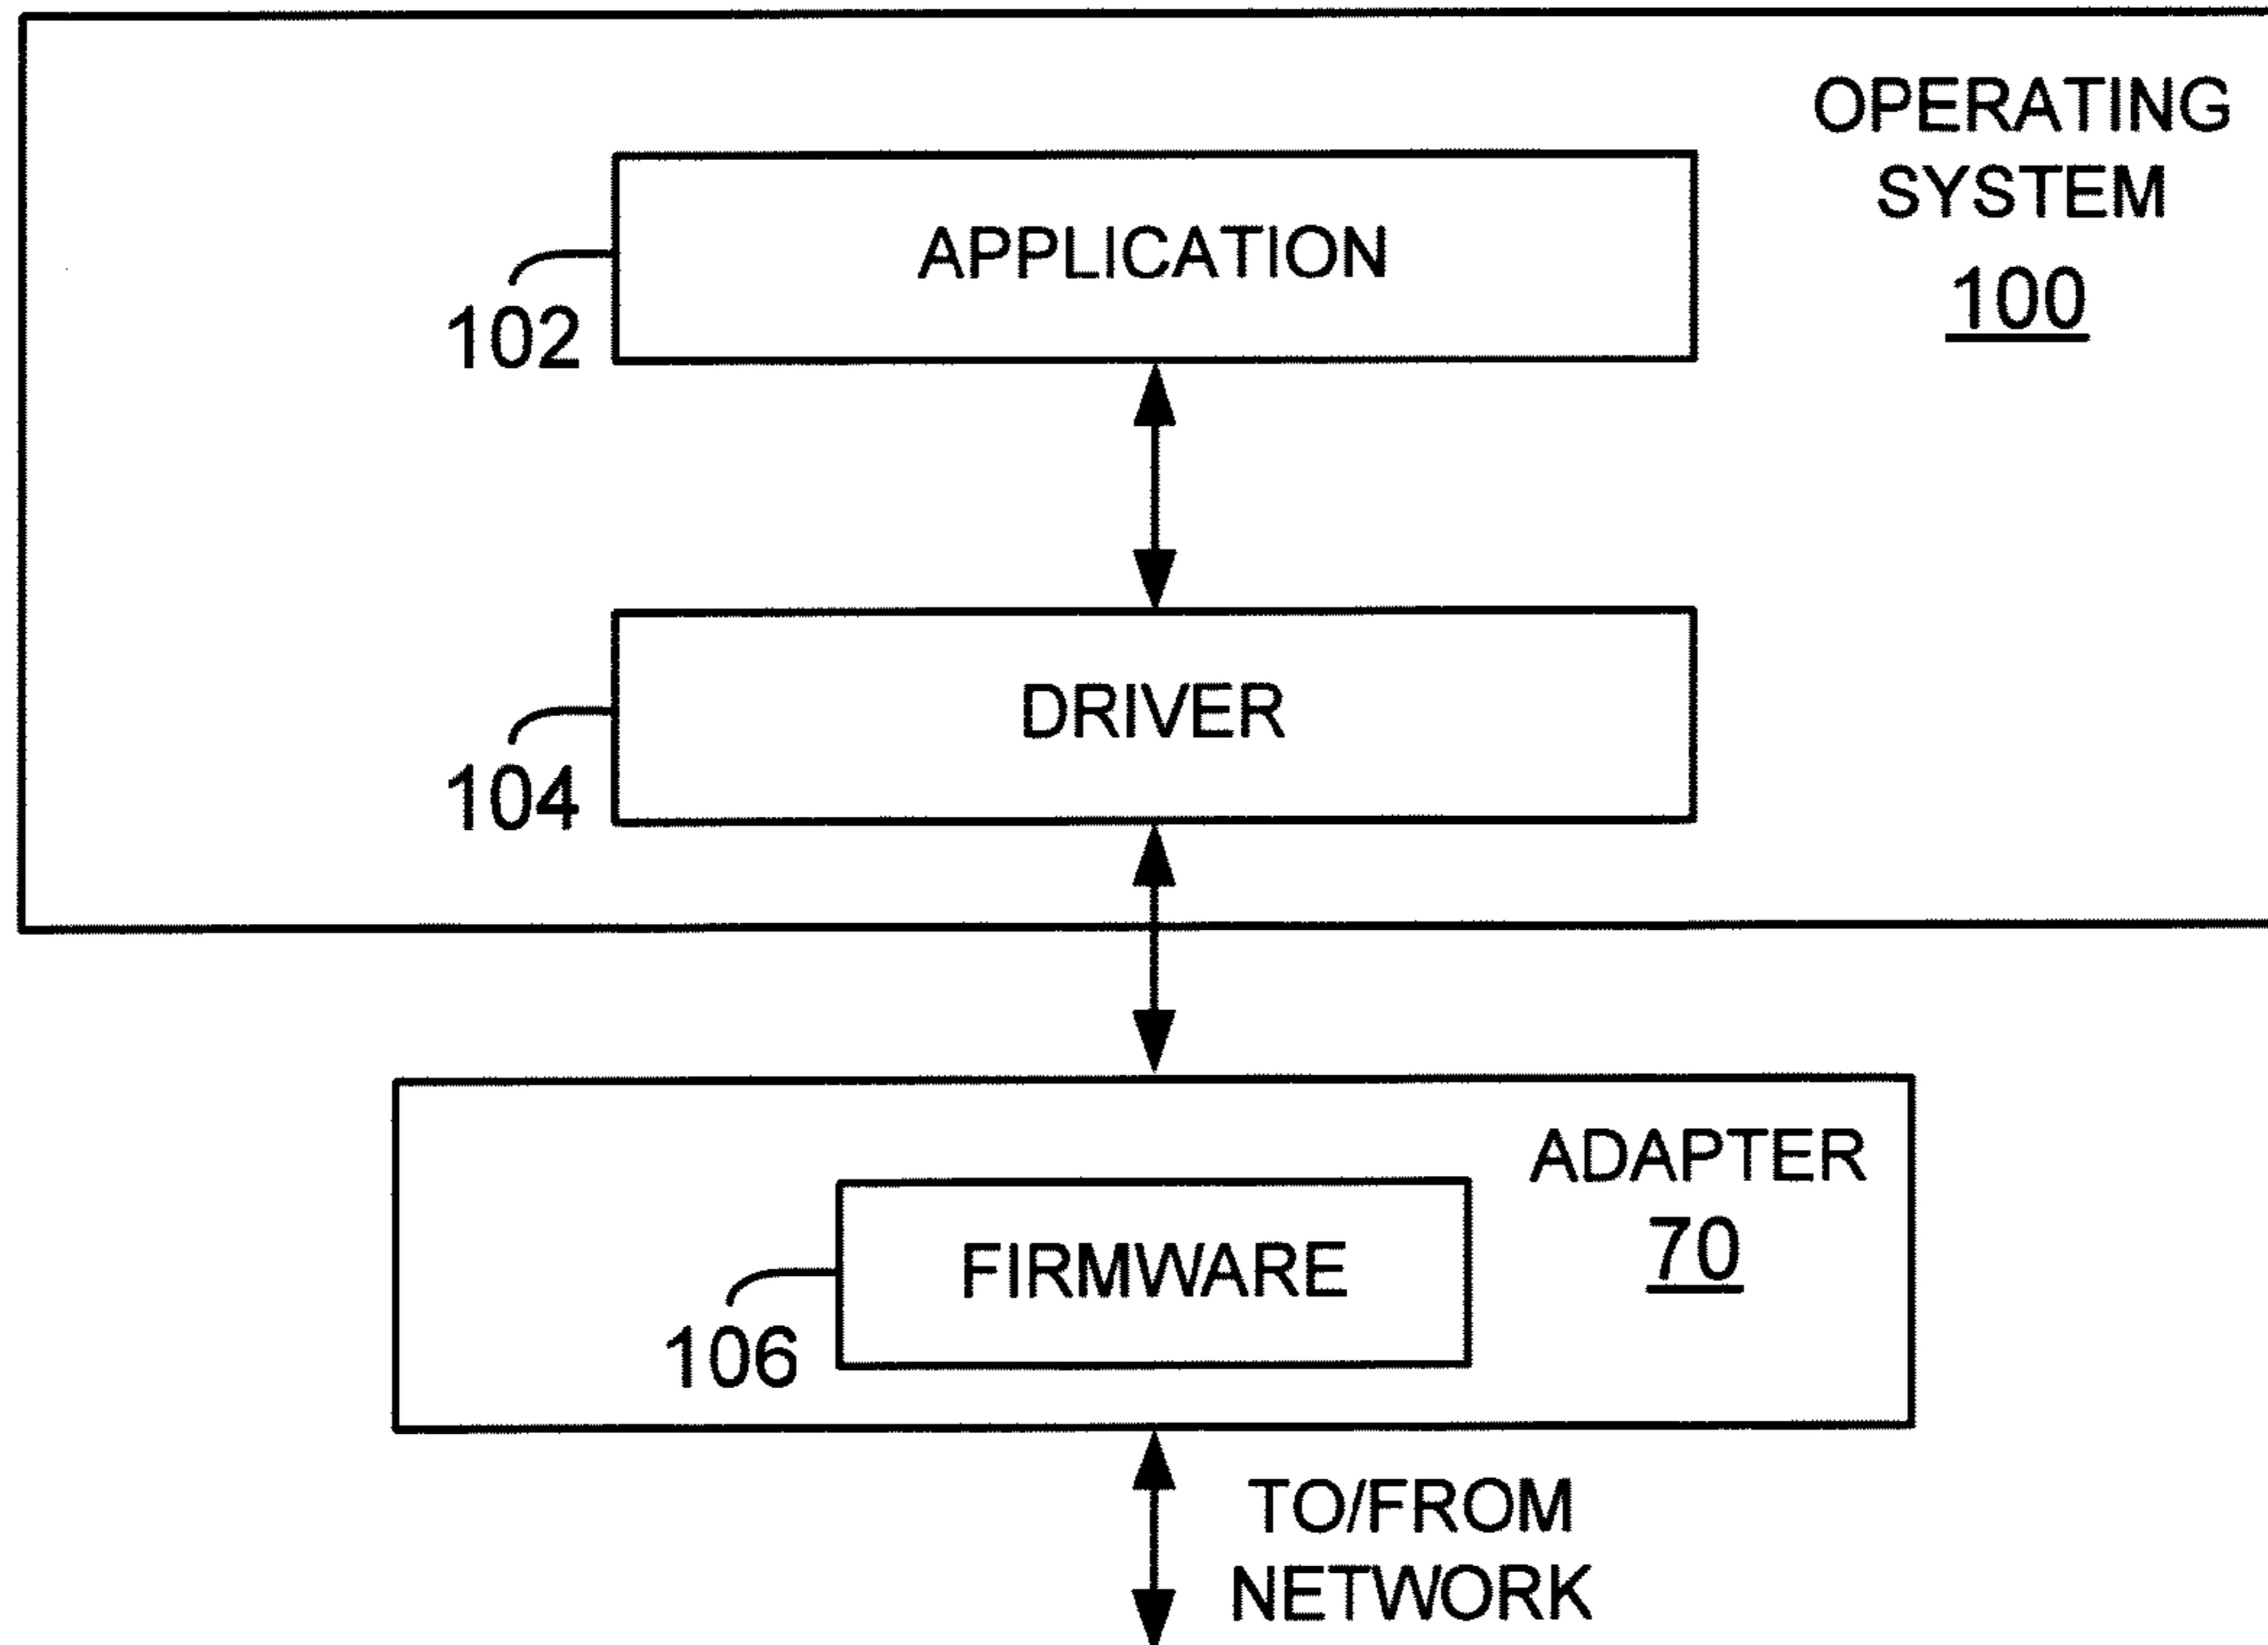 OPERATING
SYSTEM
100
APPLICATION
102
DRIVER
104
ADAPTER
70
FIRMWARE
106
TO/FROM
NETWORK